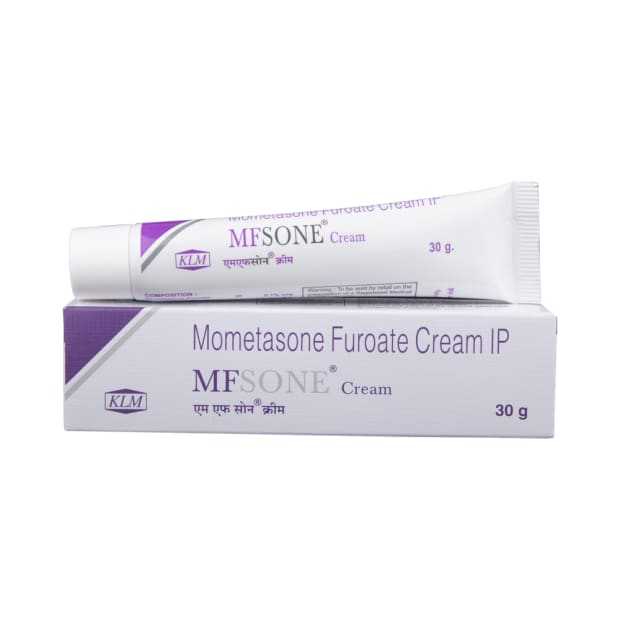 Mometasone Furoate Cream IP
MFSONE® Cream
KLM
30 g.
एमएफसोन® क्रीम
COMPOSITION :
Warning : To be sold by retail on the
prescription of a Registered Medical
Mometasone Furoate Cream IP
MFSONE® Cream
KLM
एम एफ सोन® क्रीम
30 g